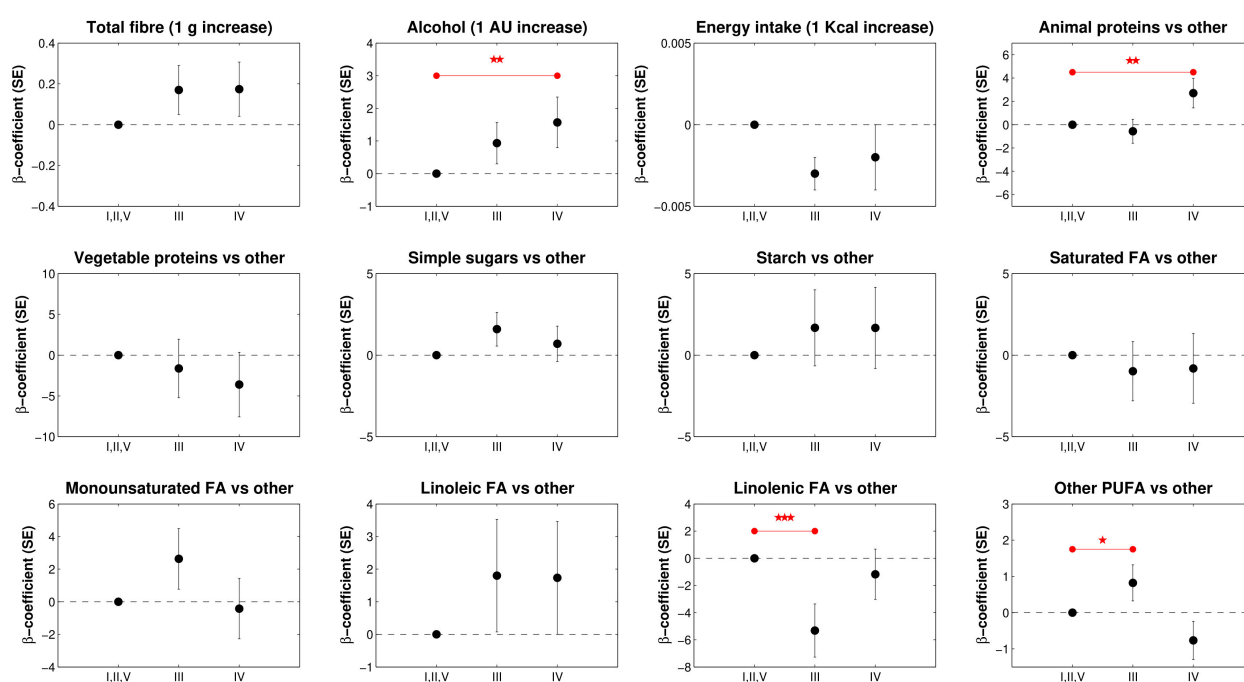 Total fibre (1 g increase)
β−coefficient (SE)
0.4
0.2
0
−0.2
−0.4
I,II,V III IV
Alcohol (1 AU increase)
β−coefficient (SE)
4
3
2
1
0
−1
★★
I,II,V III IV
Energy intake (1 Kcal increase)
β−coefficient (SE)
0.005
0
−0.005
I,II,V III IV
Animal proteins vs other
β−coefficient (SE)
6
4
2
0
−2
−4
−6
★★
I,II,V III IV
Vegetable proteins vs other
β−coefficient (SE)
10
5
0
−5
−10
I,II,V III IV
Simple sugars vs other
β−coefficient (SE)
5
0
−5
I,II,V III IV
Starch vs other
β−coefficient (SE)
5
0
−5
I,II,V III IV
Saturated FA vs other
β−coefficient (SE)
5
0
−5
I,II,V III IV
Monounsaturated FA vs other
β−coefficient (SE)
6
4
2
0
−2
−4
I,II,V III IV
Linoleic FA vs other
β−coefficient (SE)
4
3
2
1
0
−1
I,II,V III IV
Linolenic FA vs other
β−coefficient (SE)
4
2
0
−2
−4
−6
−8
★★★
I,II,V III IV
Other PUFA vs other
β−coefficient (SE)
3
2
1
0
−1
★
I,II,V III IV